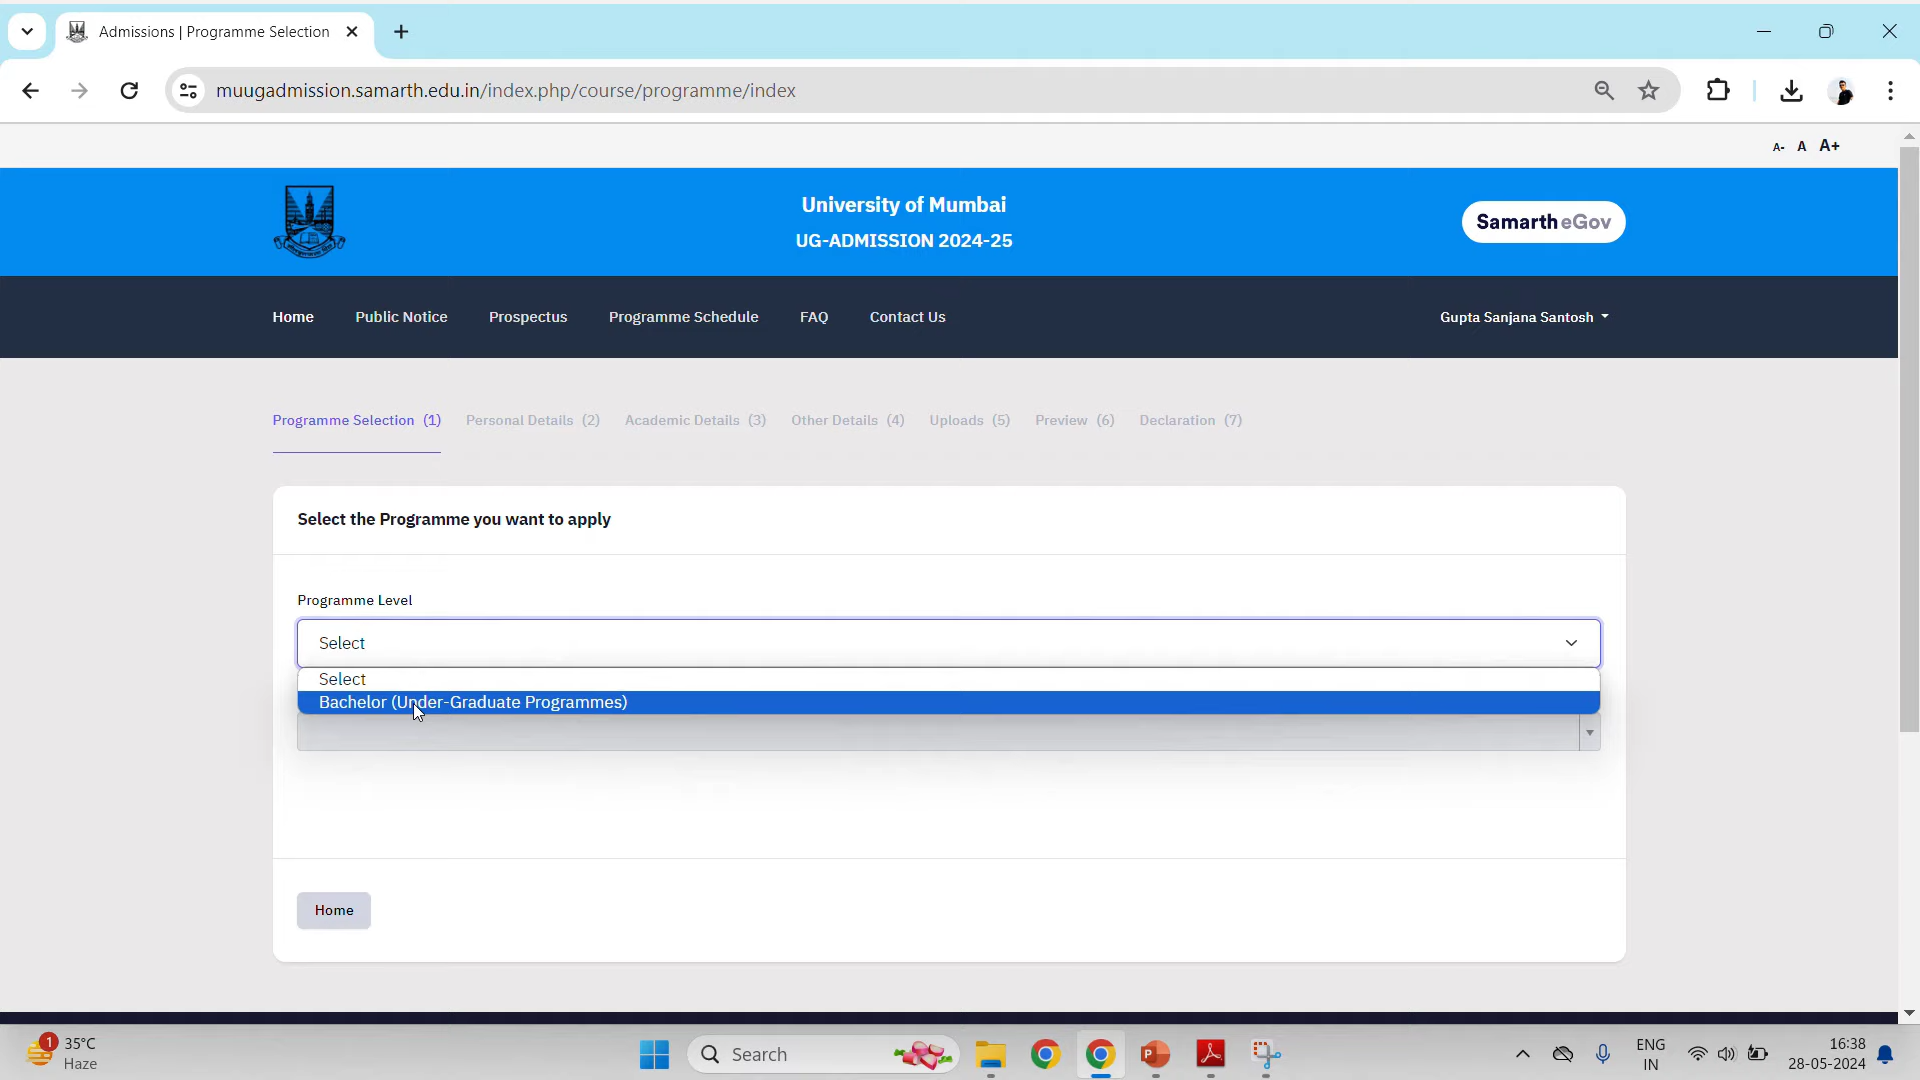 Admissions | Programme Selection
muugadmission.samarth.edu.in/index.php/course/programme/index
A- A A+
University of Mumbai
UG-ADMISSION 2024-25
Samarth eGov
Home Public Notice Prospectus Programme Schedule FAQ Contact Us Gupta Sanjana Santosh
Programme Selection (1) Personal Details (2) Academic Details (3) Other Details (4) Uploads (5) Preview (6) Declaration (7)
Select the Programme you want to apply
Programme Level
Select
Select
Bachelor (Under-Graduate Programmes)
Home
1
35°C
Haze
Search
ENG
IN
16:38
28-05-2024